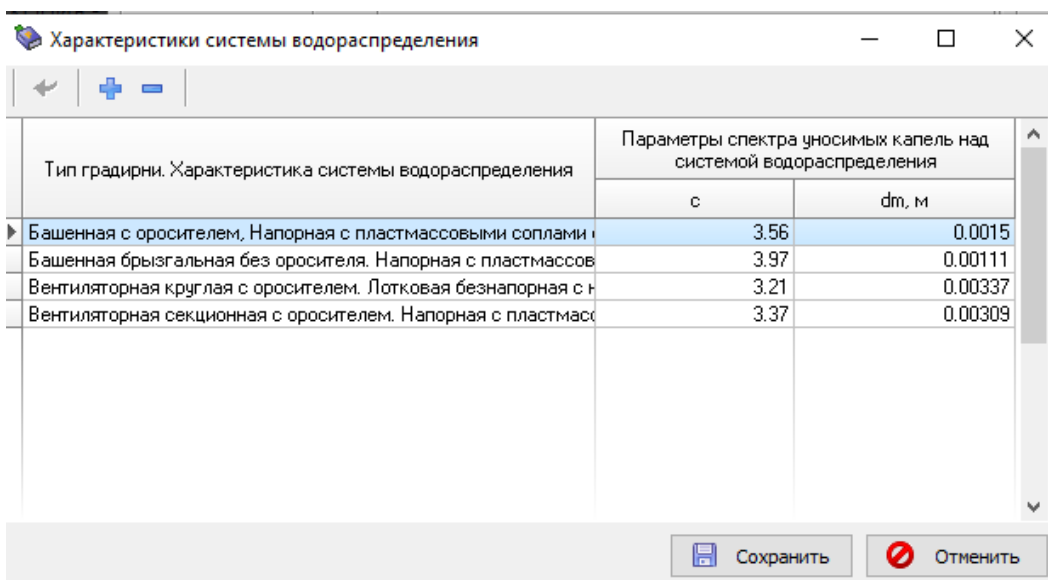 Характеристики системы водораспределения
Тип градирни. Характеристика системы водораспределения
Параметры спектра уносимых капель над
системой водораспределения
c
dm, м
Башенная с оросителем, Напорная с пластмассовыми соплами
3.56
0.0015
Башенная брызгальная без оросителя. Напорная с пластмассов
3.97
0.00111
Вентиляторная круглая с оросителем. Лотковая безнапорная с н
3.21
0.00337
Вентиляторная секционная с оросителем. Напорная с пластмасс
3.37
0.00309
Сохранить
Отменить